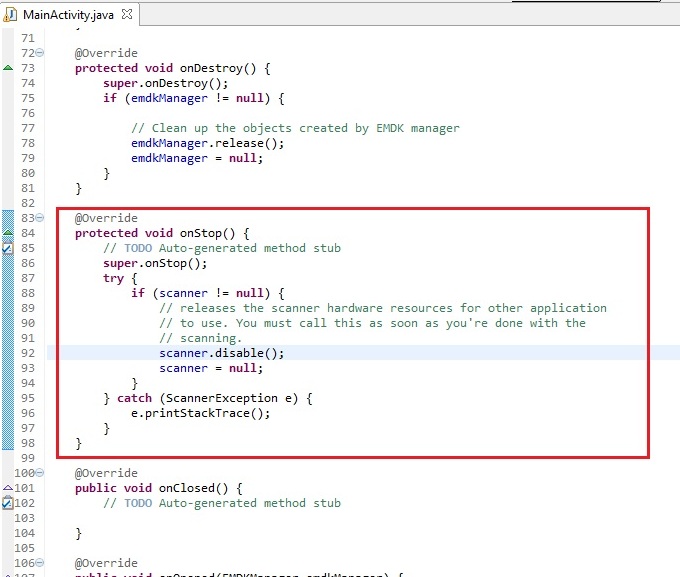 MainActivity.java
71
72 @Override
73 protected void onDestroy() {
74 super.onDestroy();
75 if (emdkManager != null) {
76
77 // Clean up the objects created by EMDK manager
78 emdkManager.release();
79 emdkManager = null;
80 }
81 }
82
83 @Override
84 protected void onStop() {
85 // TODO Auto-generated method stub
86 super.onStop();
87 try {
88 if (scanner != null) {
89 // releases the scanner hardware resources for other application
90 // to use. You must call this as soon as you're done with the
91 // scanning.
92 scanner.disable();
93 scanner = null;
94 }
95 } catch (ScannerException e) {
96 e.printStackTrace();
97 }
98 }
99
100 @Override
101 public void onClosed() {
102 // TODO Auto-generated method stub
103
104 }
105
106 @Override
107 public void onOpened(EMDKManager emdkManager) {